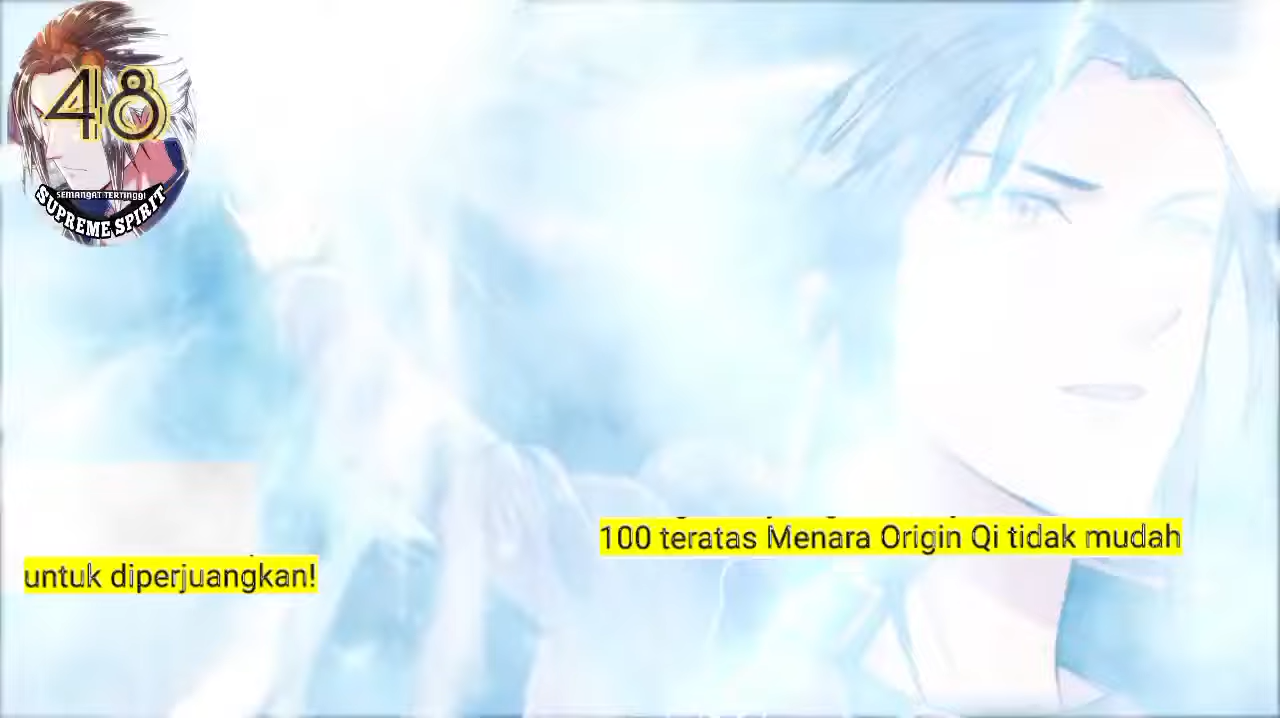 48
SEMANGAT TERTINGGI
SUPREME SPIRIT
100 teratas Menara Origin Qi tidak mudah
untuk diperjuangkan!